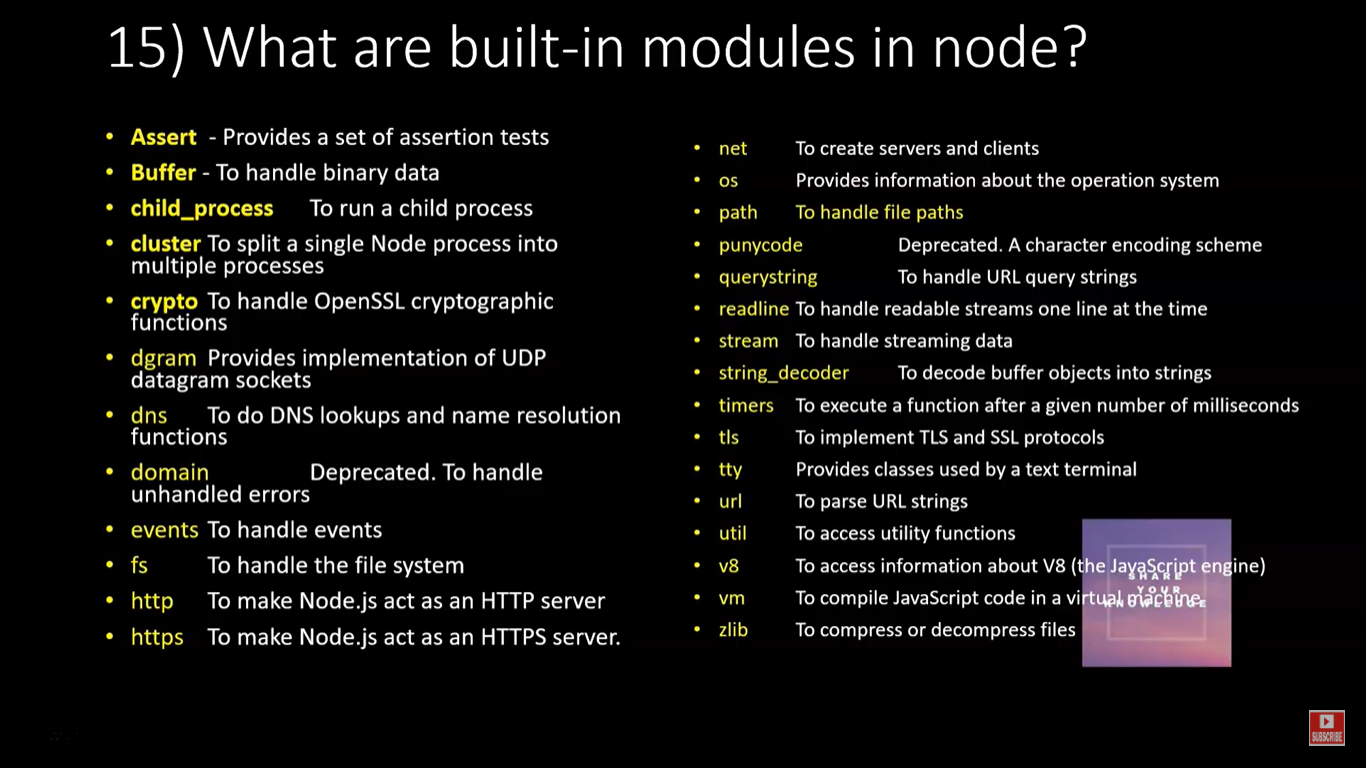 15) What are built-in modules in node?
• Assert - Provides a set of assertion tests
• Buffer - To handle binary data
• child_process To run a child process
• cluster To split a single Node process into
multiple processes
• crypto To handle OpenSSL cryptographic
functions
• dgram Provides implementation of UDP
datagram sockets
• dns To do DNS lookups and name resolution
functions
• domain Deprecated. To handle
unhandled errors
• events To handle events
• fs To handle the file system
• http To make Node.js act as an HTTP server
• https To make Node.js act as an HTTPS server.
• net To create servers and clients
• os Provides information about the operation system
• path To handle file paths
• punycode Deprecated. A character encoding scheme
• querystring To handle URL query strings
• readline To handle readable streams one line at the time
• stream To handle streaming data
• string_decoder To decode buffer objects into strings
• timers To execute a function after a given number of milliseconds
• tls To implement TLS and SSL protocols
• tty Provides classes used by a text terminal
• url To parse URL strings
• util To access utility functions
• v8 To access information about V8 (the JavaScript engine)
• vm To compile JavaScript code in a virtual machine
• zlib To compress or decompress files
SHARE
YOUR
KNOWLEDGE
SUBSCRIBE